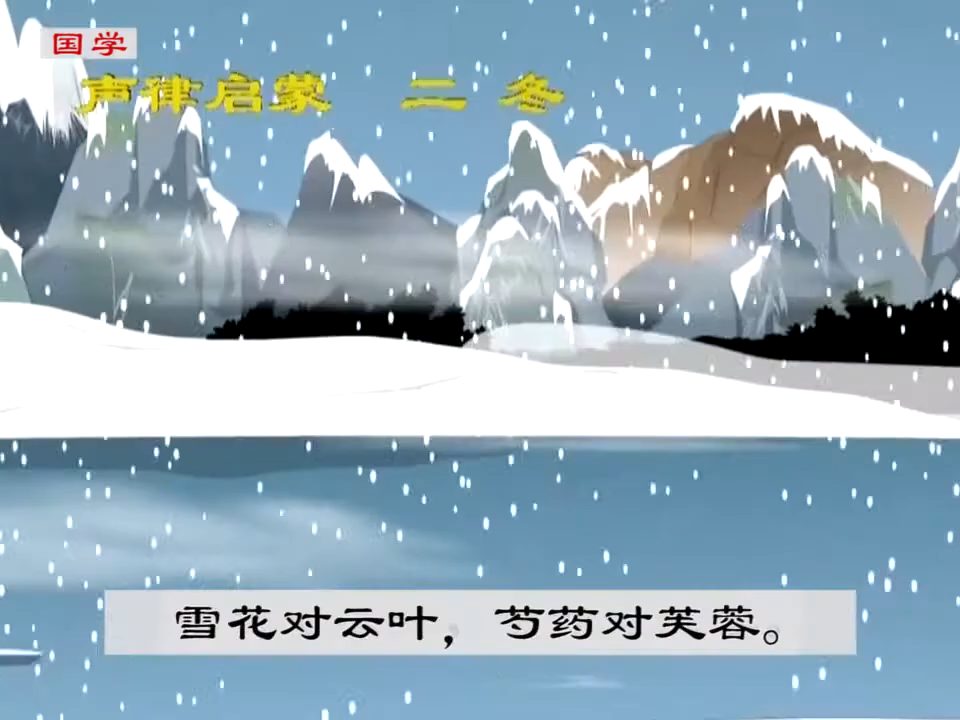 国学
声律启蒙 二 冬
雪花对云叶，芍药对芙蓉。